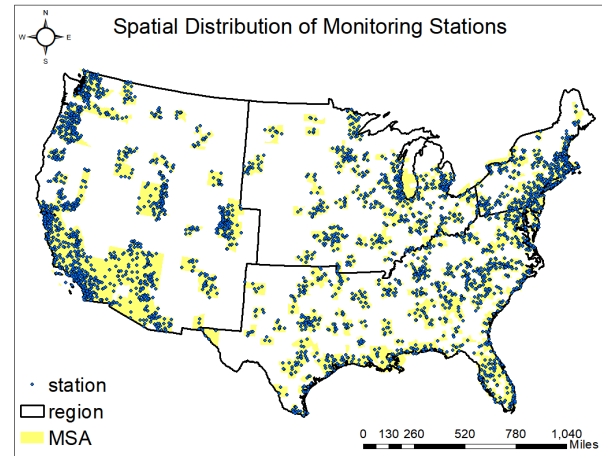 Spatial Distribution of Monitoring Stations
N
W
E
S
station
region
MSA
0 130 260 520 780 1,040
Miles